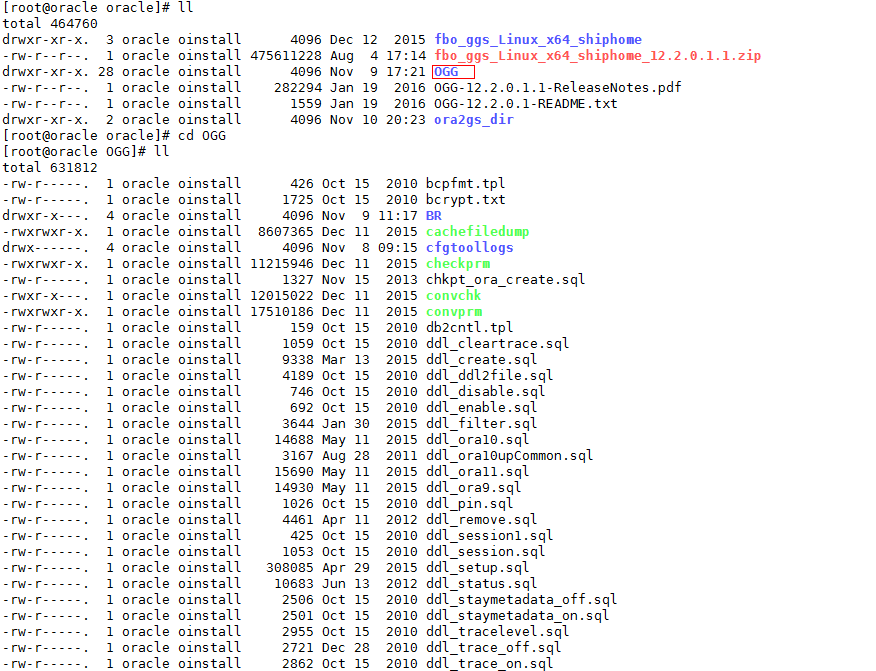 [root@oracle oracle]# ll
total 464760
drwxr-xr-x.  3 oracle oinstall      4096 Dec 12  2015 fbo_ggs_Linux_x64_shiphome
-rw-r--r--.  1 oracle oinstall 475611228 Aug  4 17:14 fbo_ggs_Linux_x64_shiphome_12.2.0.1.1.zip
drwxr-xr-x. 28 oracle oinstall      4096 Nov  9 17:21 OGG
-rw-r--r--.  1 oracle oinstall    282294 Jan 19  2016 OGG-12.2.0.1.1-ReleaseNotes.pdf
-rw-r--r--.  1 oracle oinstall      1559 Jan 19  2016 OGG-12.2.0.1-README.txt
drwxr-xr-x.  2 oracle oinstall      4096 Nov 10 20:23 ora2gs_dir
[root@oracle oracle]# cd OGG
[root@oracle OGG]# ll
total 631812
-rw-r-----.  1 oracle oinstall       426 Oct 15  2010 bcpfmt.tpl
-rw-r-----.  1 oracle oinstall      1725 Oct 15  2010 bcrypt.txt
drwxr-x---.  4 oracle oinstall      4096 Nov  9 11:17 BR
-rwxrwxr-x.  1 oracle oinstall   8607365 Dec 11  2015 cachefiledump
drwx------.  4 oracle oinstall      4096 Nov  8 09:15 cfgtoollogs
-rwxrwxr-x.  1 oracle oinstall  11215946 Dec 11  2015 checkprm
-rw-r-----.  1 oracle oinstall      1327 Nov 15  2013 chkpt_ora_create.sql
-rwxr-x---.  1 oracle oinstall  12015022 Dec 11  2015 convchk
-rwxrwxr-x.  1 oracle oinstall  17510186 Dec 11  2015 convprm
-rw-r-----.  1 oracle oinstall       159 Oct 15  2010 db2cntl.tpl
-rw-r-----.  1 oracle oinstall      1059 Oct 15  2010 ddl_cleartrace.sql
-rw-r-----.  1 oracle oinstall      9338 Mar 13  2015 ddl_create.sql
-rw-r-----.  1 oracle oinstall      4189 Oct 15  2010 ddl_ddl2file.sql
-rw-r-----.  1 oracle oinstall       746 Oct 15  2010 ddl_disable.sql
-rw-r-----.  1 oracle oinstall       692 Oct 15  2010 ddl_enable.sql
-rw-r-----.  1 oracle oinstall      3644 Jan 30  2015 ddl_filter.sql
-rw-r-----.  1 oracle oinstall     14688 May 11  2015 ddl_ora10.sql
-rw-r-----.  1 oracle oinstall      3167 Aug 28  2011 ddl_ora10upCommon.sql
-rw-r-----.  1 oracle oinstall     15690 May 11  2015 ddl_ora11.sql
-rw-r-----.  1 oracle oinstall     14930 May 11  2015 ddl_ora9.sql
-rw-r-----.  1 oracle oinstall      1026 Oct 15  2010 ddl_pin.sql
-rw-r-----.  1 oracle oinstall      4461 Apr 11  2012 ddl_remove.sql
-rw-r-----.  1 oracle oinstall       425 Oct 15  2010 ddl_session1.sql
-rw-r-----.  1 oracle oinstall      1053 Oct 15  2010 ddl_session.sql
-rw-r-----.  1 oracle oinstall    308085 Apr 29  2015 ddl_setup.sql
-rw-r-----.  1 oracle oinstall     10683 Jun 13  2012 ddl_status.sql
-rw-r-----.  1 oracle oinstall      2506 Oct 15  2010 ddl_staymetadata_off.sql
-rw-r-----.  1 oracle oinstall      2501 Oct 15  2010 ddl_staymetadata_on.sql
-rw-r-----.  1 oracle oinstall      2955 Oct 15  2010 ddl_tracelevel.sql
-rw-r-----.  1 oracle oinstall      2721 Dec 28  2010 ddl_trace_off.sql
-rw-r-----.  1 oracle oinstall      2862 Oct 15  2010 ddl_trace_on.sql